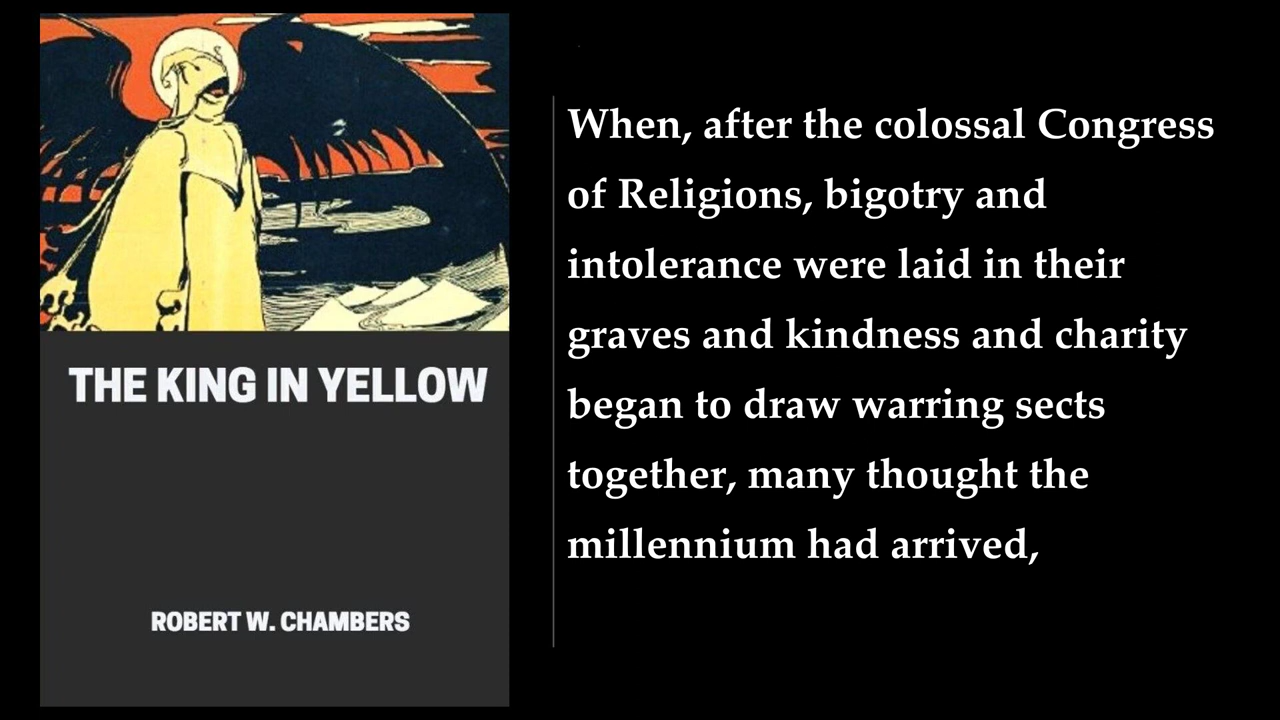 THE KING IN YELLOW
ROBERT W. CHAMBERS
When, after the colossal Congress
of Religions, bigotry and
intolerance were laid in their
graves and kindness and charity
began to draw warring sects
together, many thought the
millennium had arrived,